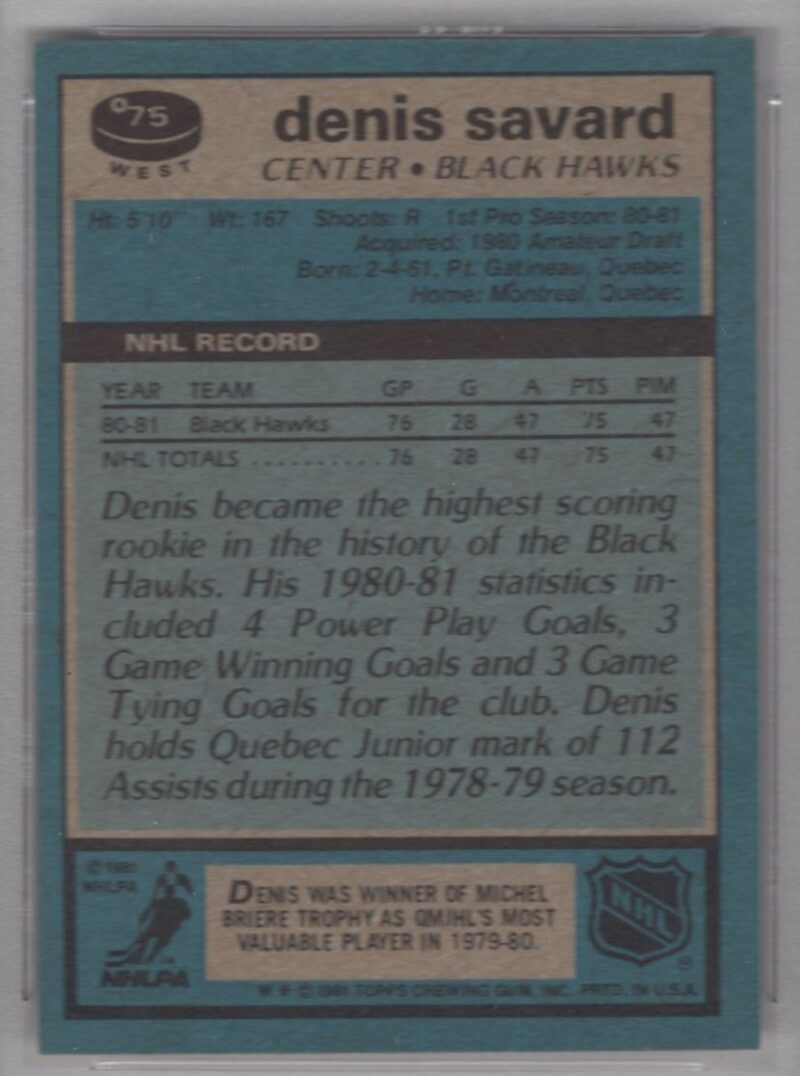 75
WEST
denis savard
CENTER • BLACK HAWKS
Ht: 5'10" Wt: 167 Shoots: R 1st Pro Season: 80-81
Acquired: 1980 Amateur Draft
Born: 2-4-61, Pt. Gatineau, Quebec
Home: Montreal, Quebec
NHL RECORD
YEAR TEAM GP G A PTS PIM
80-81 Black Hawks 76 28 47 75 47
NHL TOTALS .......... 76 28 47 75 47
Denis became the highest scoring
rookie in the history of the Black
Hawks. His 1980-81 statistics in-
cluded 4 Power Play Goals, 3
Game Winning Goals and 3 Game
Tying Goals for the club. Denis
holds Quebec Junior mark of 112
Assists during the 1978-79 season.
© 1981
NHLPA
NHLPA
DENIS WAS WINNER OF MICHEL
BRIERE TROPHY AS QMJHL'S MOST
VALUABLE PLAYER IN 1979-80.
NHL
®
* * © 1981 TOPPS CHEWING GUM, INC. PRTD. IN U.S.A.